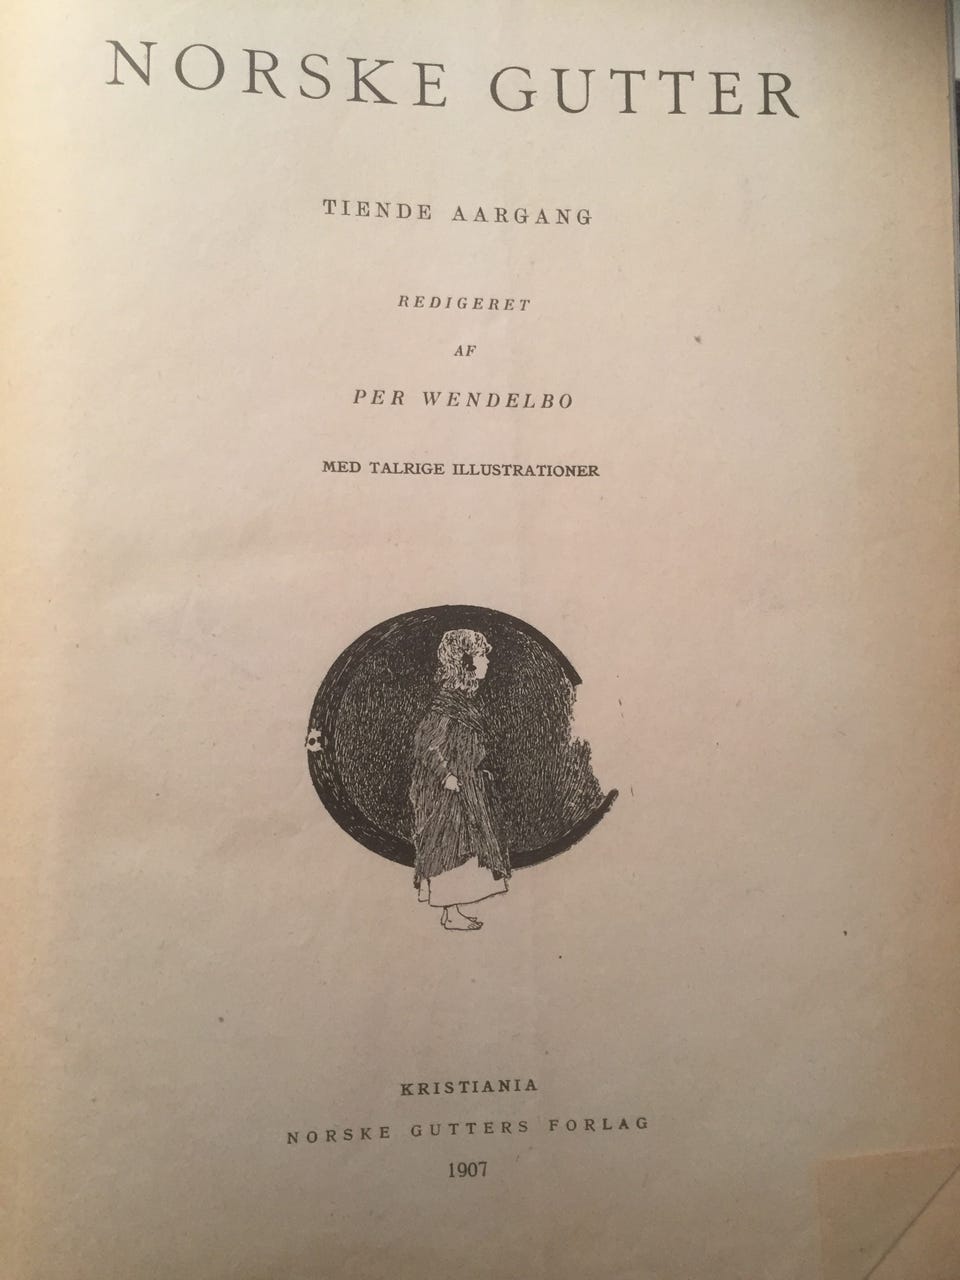 NORSKE GUTTER
TIENDE AARGANG
REDIGERET
AF
PER WENDELBO
MED TALRIGE ILLUSTRATIONER
KRISTIANIA
NORSKE GUTTERS FORLAG
1907